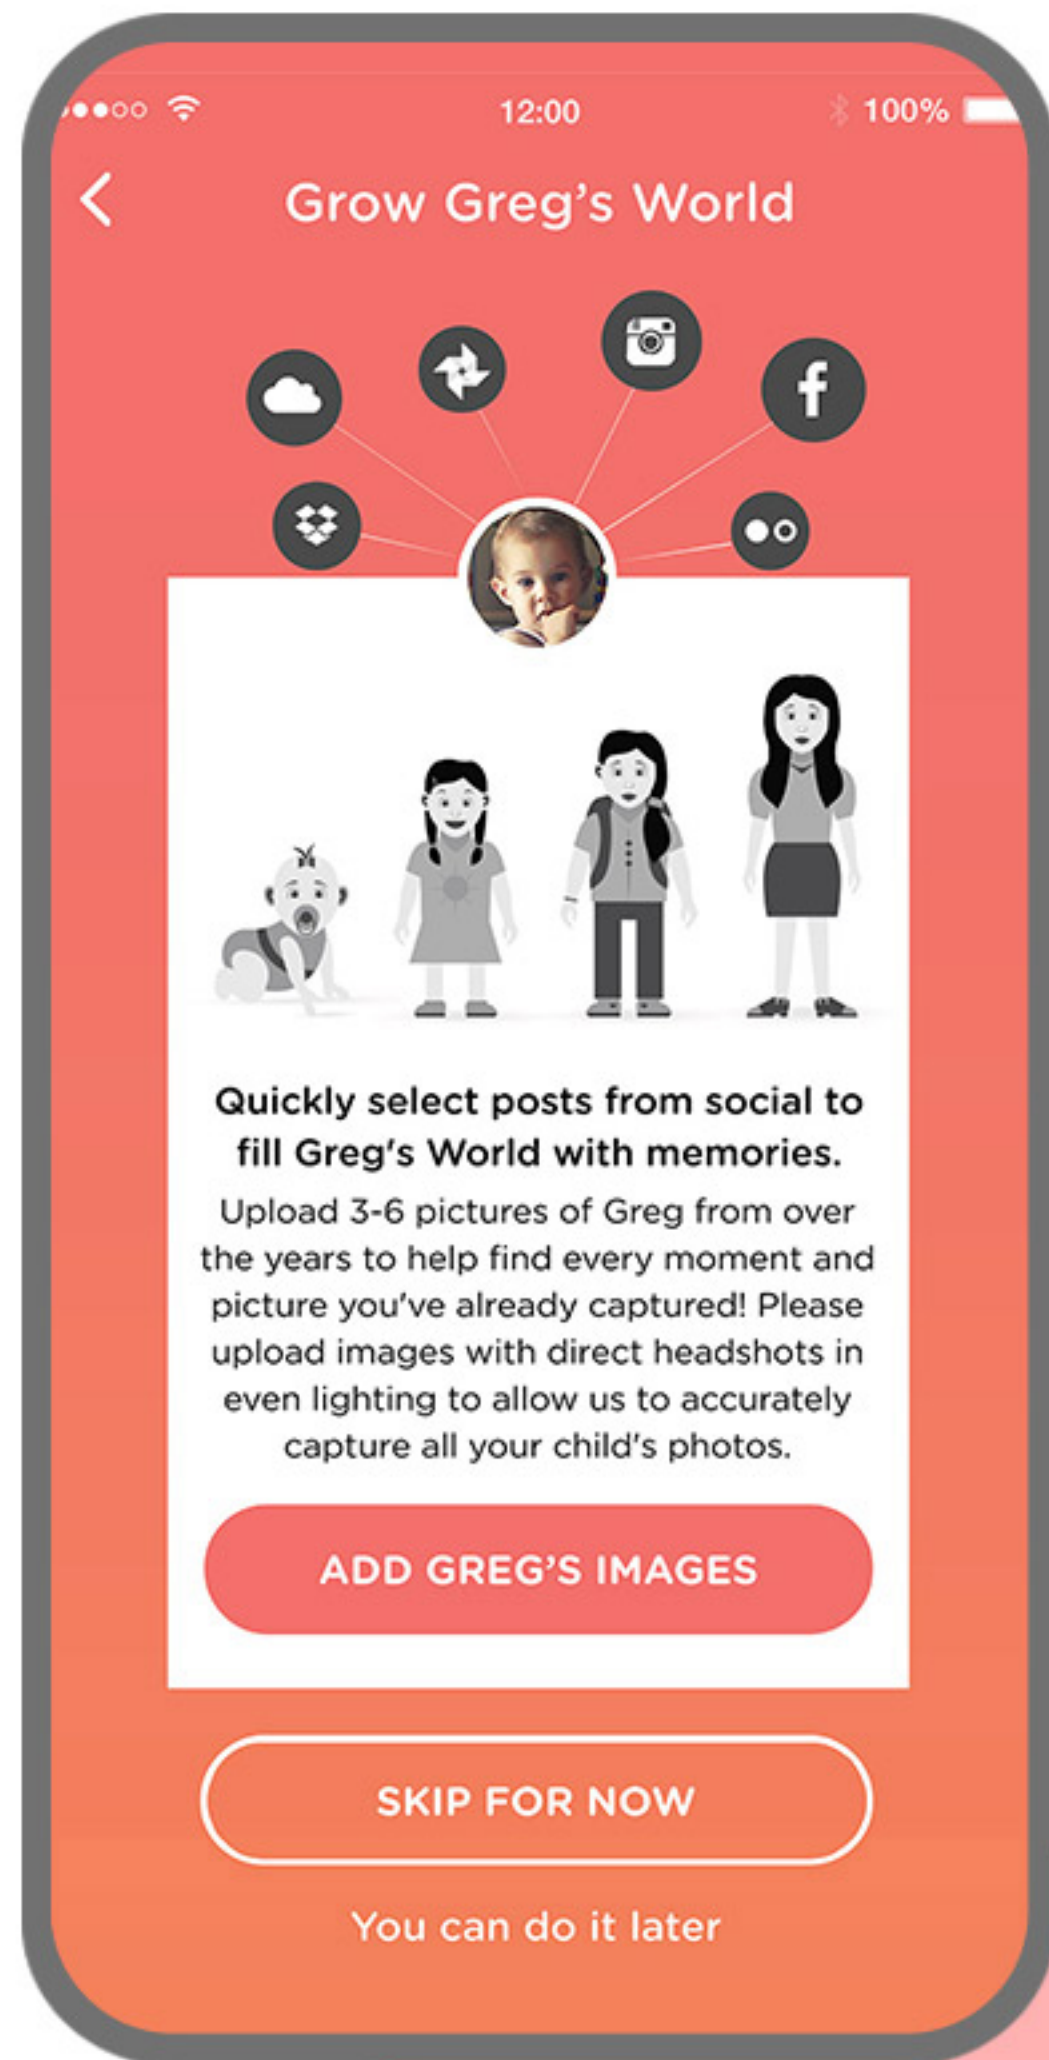 12:00
100%
Grow Greg’s World
f
Quickly select posts from social to
fill Greg's World with memories.
Upload 3-6 pictures of Greg from over
the years to help find every moment and
picture you've already captured! Please
upload images with direct headshots in
even lighting to allow us to accurately
capture all your child's photos.
ADD GREG’S IMAGES
SKIP FOR NOW
You can do it later